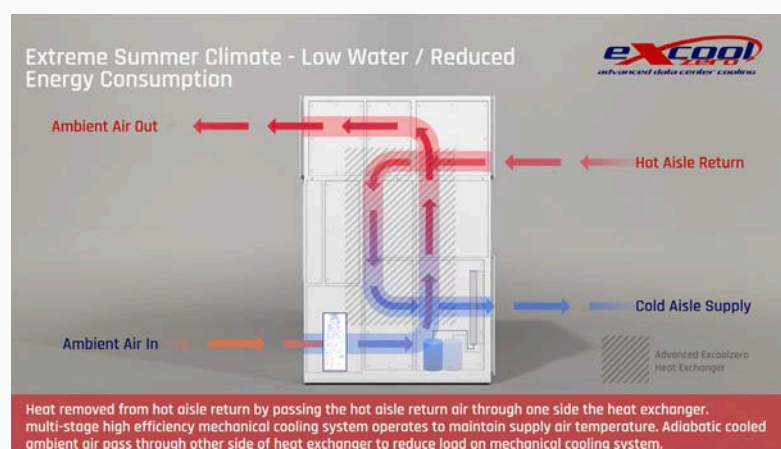 Extreme Summer Climate - Low Water / Reduced
Energy Consumption
eXcool
zero
advanced data center cooling
Ambient Air Out
Hot Aisle Return
Cold Aisle Supply
Ambient Air In
Advanced Excoolzero
Heat Exchanger
Heat removed from hot aisle return by passing the hot aisle return air through one side the heat exchanger.
multi-stage high efficiency mechanical cooling system operates to maintain supply air temperature. Adiabatic cooled
ambient air pass through other side of heat exchanger to reduce load on mechanical cooling system.